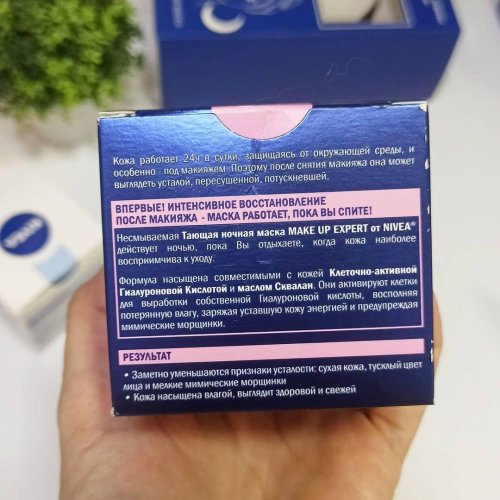 Кожа работает 24ч в сутки, защищаясь от окружающей среды, и
особенно - под макияжем. Поэтому после снятия макияжа она может
выглядеть усталой, пересушенной, потускневшей.
ВПЕРВЫЕ! ИНТЕНСИВНОЕ ВОССТАНОВЛЕНИЕ
ПОСЛЕ МАКИЯЖА - МАСКА РАБОТАЕТ, ПОКА ВЫ СПИТЕ!
Несмываемая Тающая ночная маска MAKE UP EXPERT от NIVEA®
действует ночью, пока Вы отдыхаете, когда кожа наиболее
восприимчива к уходу.
Формула насыщена совместимыми с кожей Клеточно-активной
Гиалуроновой Кислотой и маслом Сквалан. Они активируют клетки
для выработки собственной Гиалуроновой кислоты, восполняя
потерянную влагу, заряжая уставшую кожу энергией и предупреждая
мимические морщинки.
РЕЗУЛЬТАТ
• Заметно уменьшаются признаки усталости: сухая кожа, тусклый цвет
лица и мелкие мимические морщинки
• Кожа насыщена влагой, выглядит здоровой и свежей
NIVEA